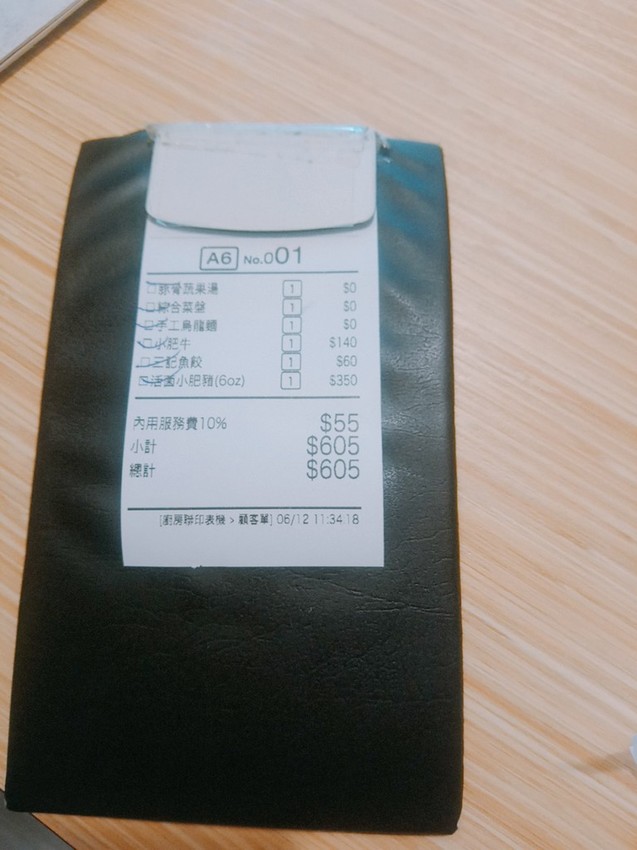 A6 No.001
□豚骨蔬果湯 1 $0
□綜合菜盤 1 $0
□手工烏龍麵 1 $0
□小肥牛 1 $140
□三記魚餃 1 $60
□活菌小肥豬(6oz) 1 $350
內用服務費10% $55
小計 $605
總計 $605
[廚房聯印表機 > 顧客單] 06/12 11:34:18